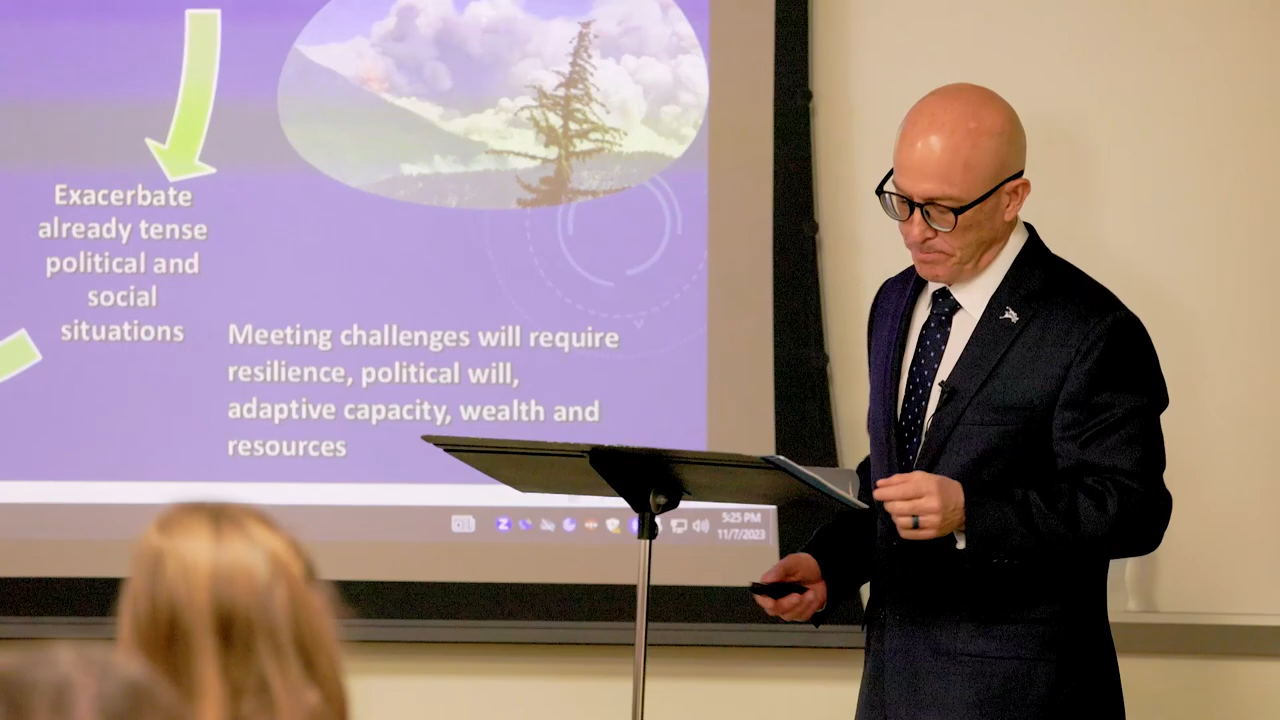 Exacerbate
already tense
political and
social
situations
Meeting challenges will require
resilience, political will,
adaptive capacity, wealth and
resources
5:25 PM
11/7/2023